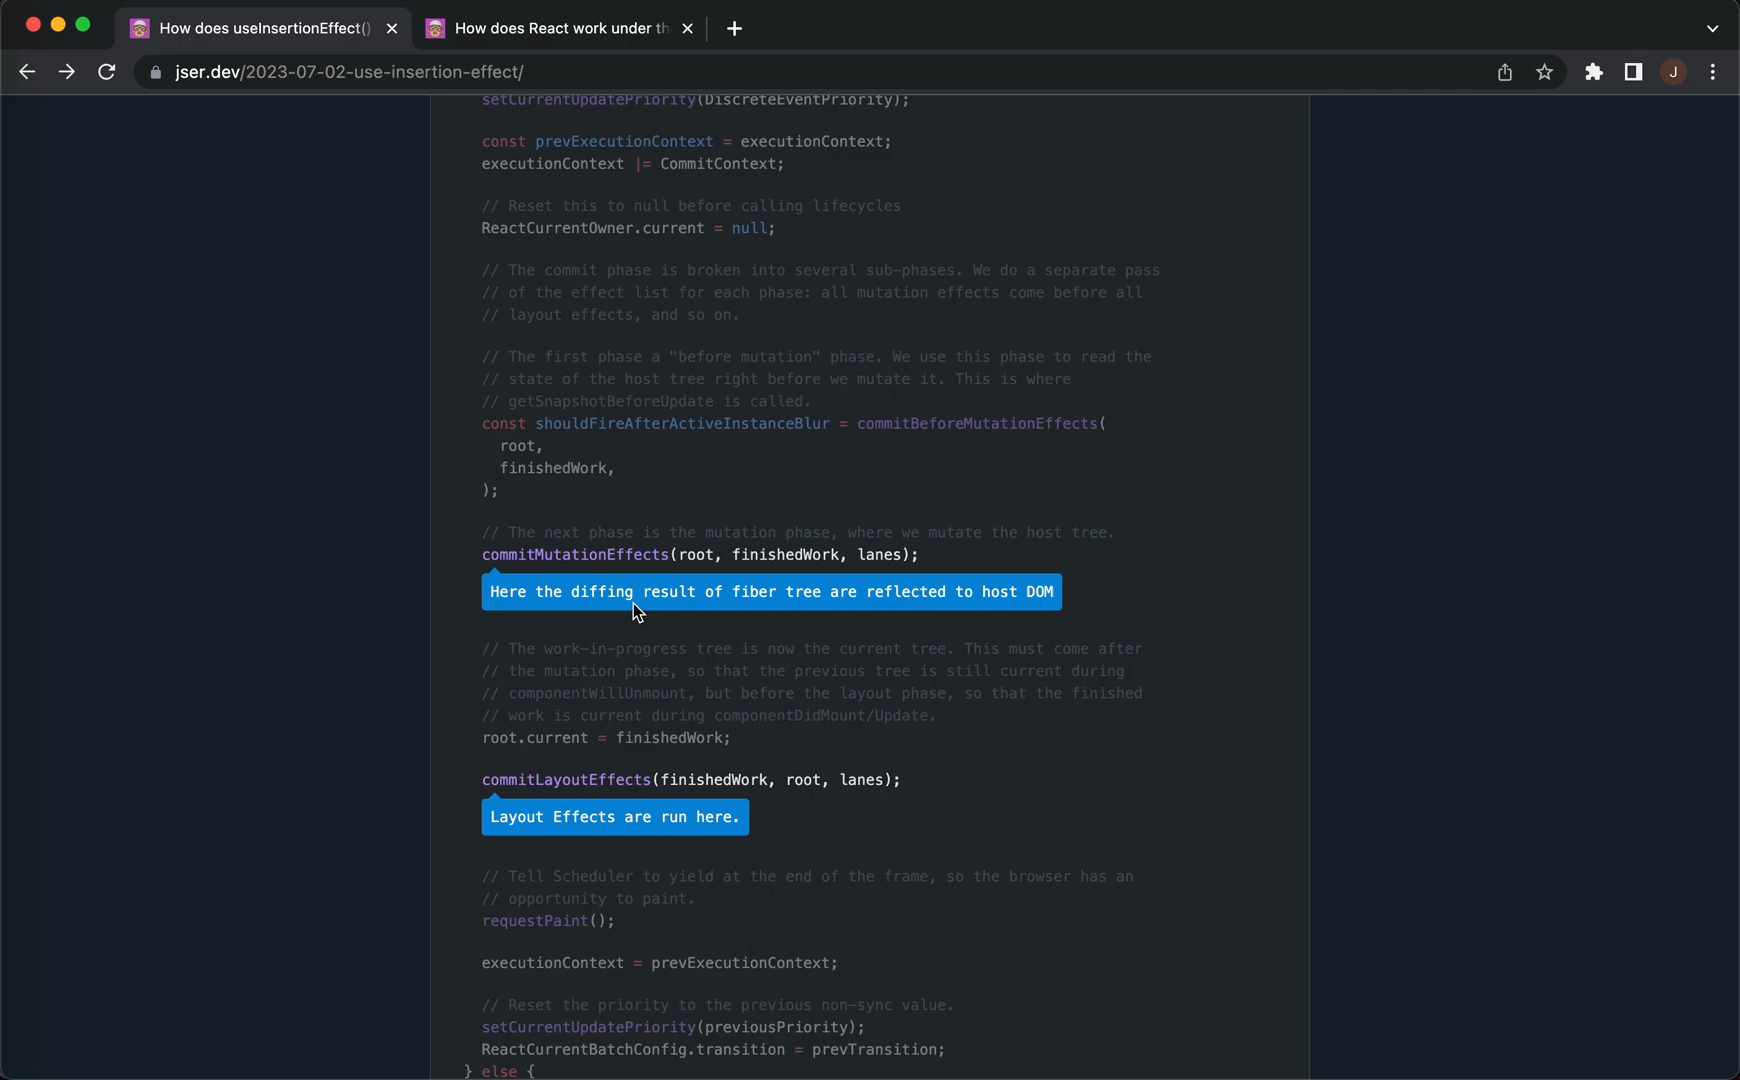 How does useInsertionEffect()
How does React work under th
jser.dev/2023-07-02-use-insertion-effect/
J
setCurrentUpdatePriority(DiscreteEventPriority);
const prevExecutionContext = executionContext;
executionContext |= CommitContext;
// Reset this to null before calling lifecycles
ReactCurrentOwner.current = null;
// The commit phase is broken into several sub-phases. We do a separate pass
// of the effect list for each phase: all mutation effects come before all
// layout effects, and so on.
// The first phase a "before mutation" phase. We use this phase to read the
// state of the host tree right before we mutate it. This is where
// getSnapshotBeforeUpdate is called.
const shouldFireAfterActiveInstanceBlur = commitBeforeMutationEffects(
root,
finishedWork,
);
// The next phase is the mutation phase, where we mutate the host tree.
commitMutationEffects(root, finishedWork, lanes);
Here the diffing result of fiber tree are reflected to host DOM
// The work-in-progress tree is now the current tree. This must come after
// the mutation phase, so that the previous tree is still current during
// componentWillUnmount, but before the layout phase, so that the finished
// work is current during componentDidMount/Update.
root.current = finishedWork;
commitLayoutEffects(finishedWork, root, lanes);
Layout Effects are run here.
// Tell Scheduler to yield at the end of the frame, so the browser has an
// opportunity to paint.
requestPaint();
executionContext = prevExecutionContext;
// Reset the priority to the previous non-sync value.
setCurrentUpdatePriority(previousPriority);
ReactCurrentBatchConfig.transition = prevTransition;
} else {